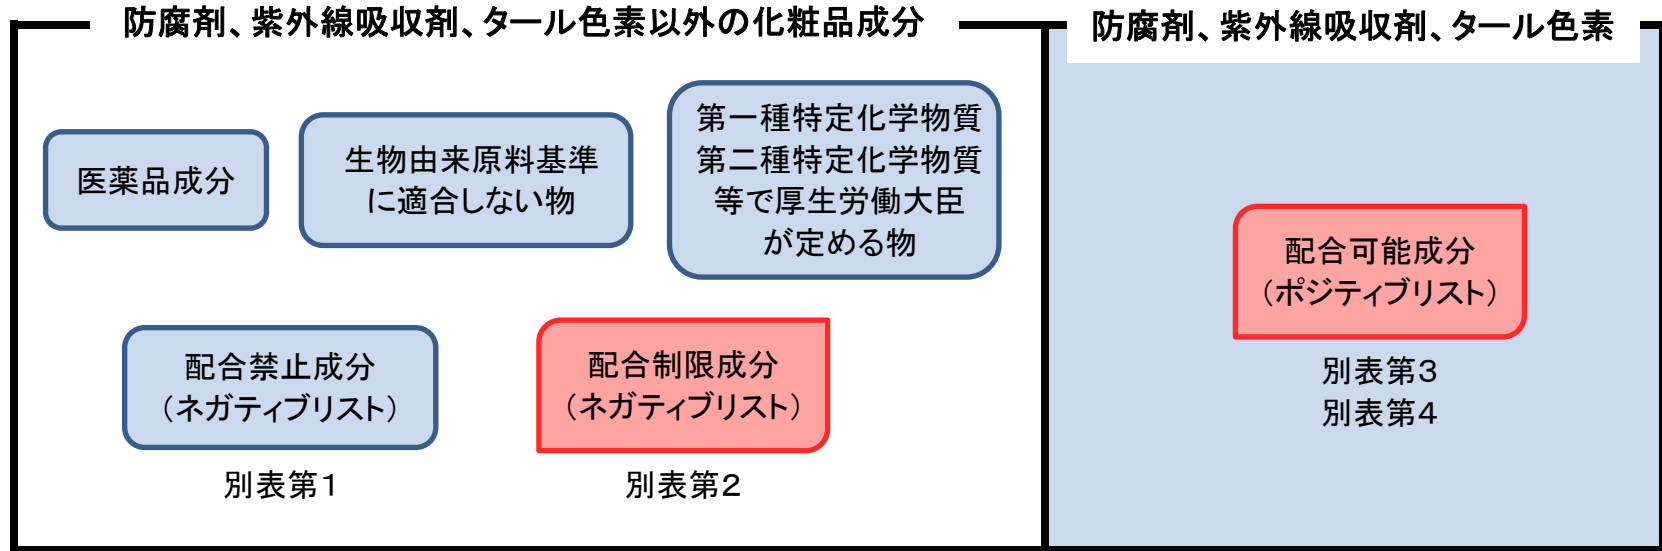 防腐剤、紫外線吸収剤、タール色素以外の化粧品成分
医薬品成分
生物由来原料基準
に適合しない物
第一種特定化学物質
第二種特定化学物質
等で厚生労働大臣
が定める物
配合禁止成分
（ネガティブリスト）
別表第１
配合制限成分
（ネガティブリスト）
別表第２
防腐剤、紫外線吸収剤、タール色素
配合可能成分
（ポジティブリスト）
別表第３
別表第４